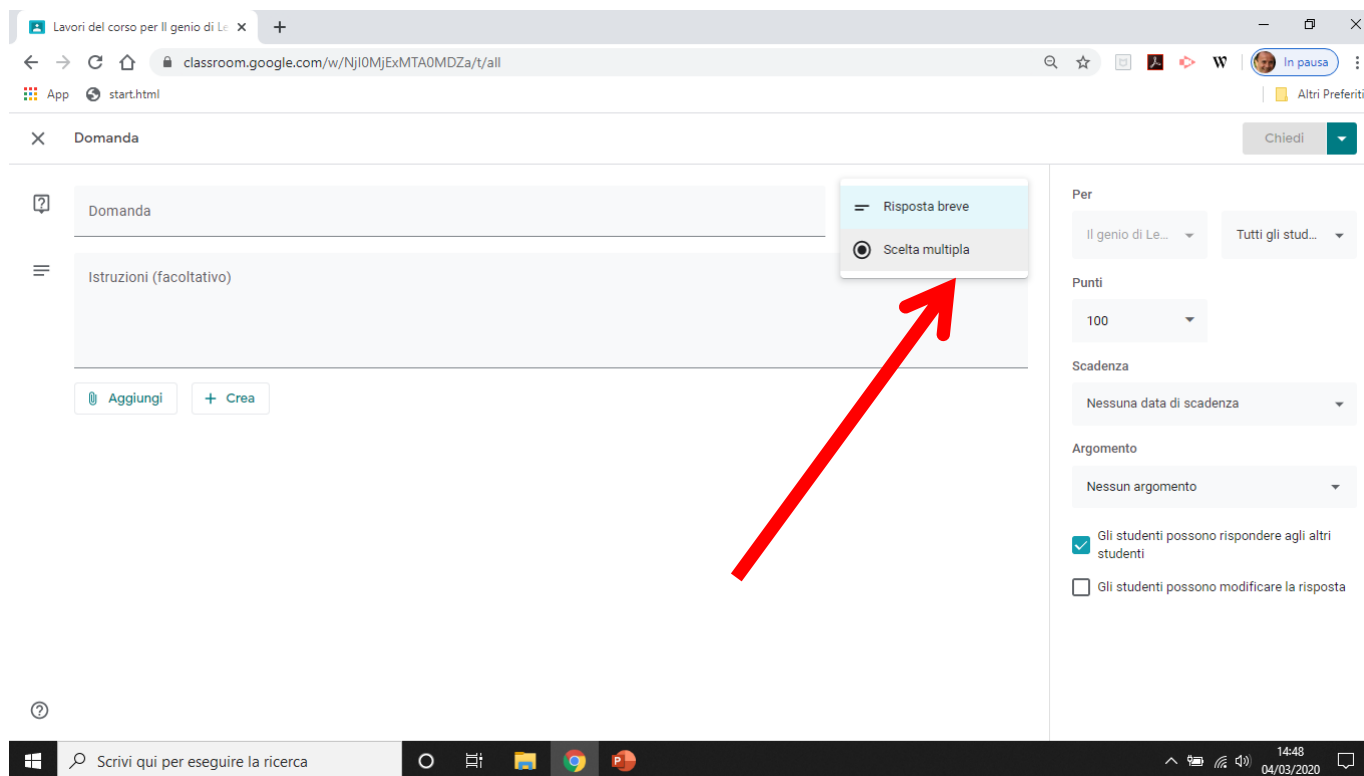 Lavori del corso per Il genio di Le
classroom.google.com/w/NjI0MjExMTA0MDZa/t/all
In pausa
App
start.html
Altri Preferiti
Domanda
Chiedi
Domanda
Risposta breve
Scelta multipla
Istruzioni (facoltativo)
Aggiungi
+ Crea
Per
Il genio di Le...
Tutti gli stud...
Punti
100
Scadenza
Nessuna data di scadenza
Argomento
Nessun argomento
Gli studenti possono rispondere agli altri
studenti
Gli studenti possono modificare la risposta
Scrivi qui per eseguire la ricerca
14:48
04/03/2020